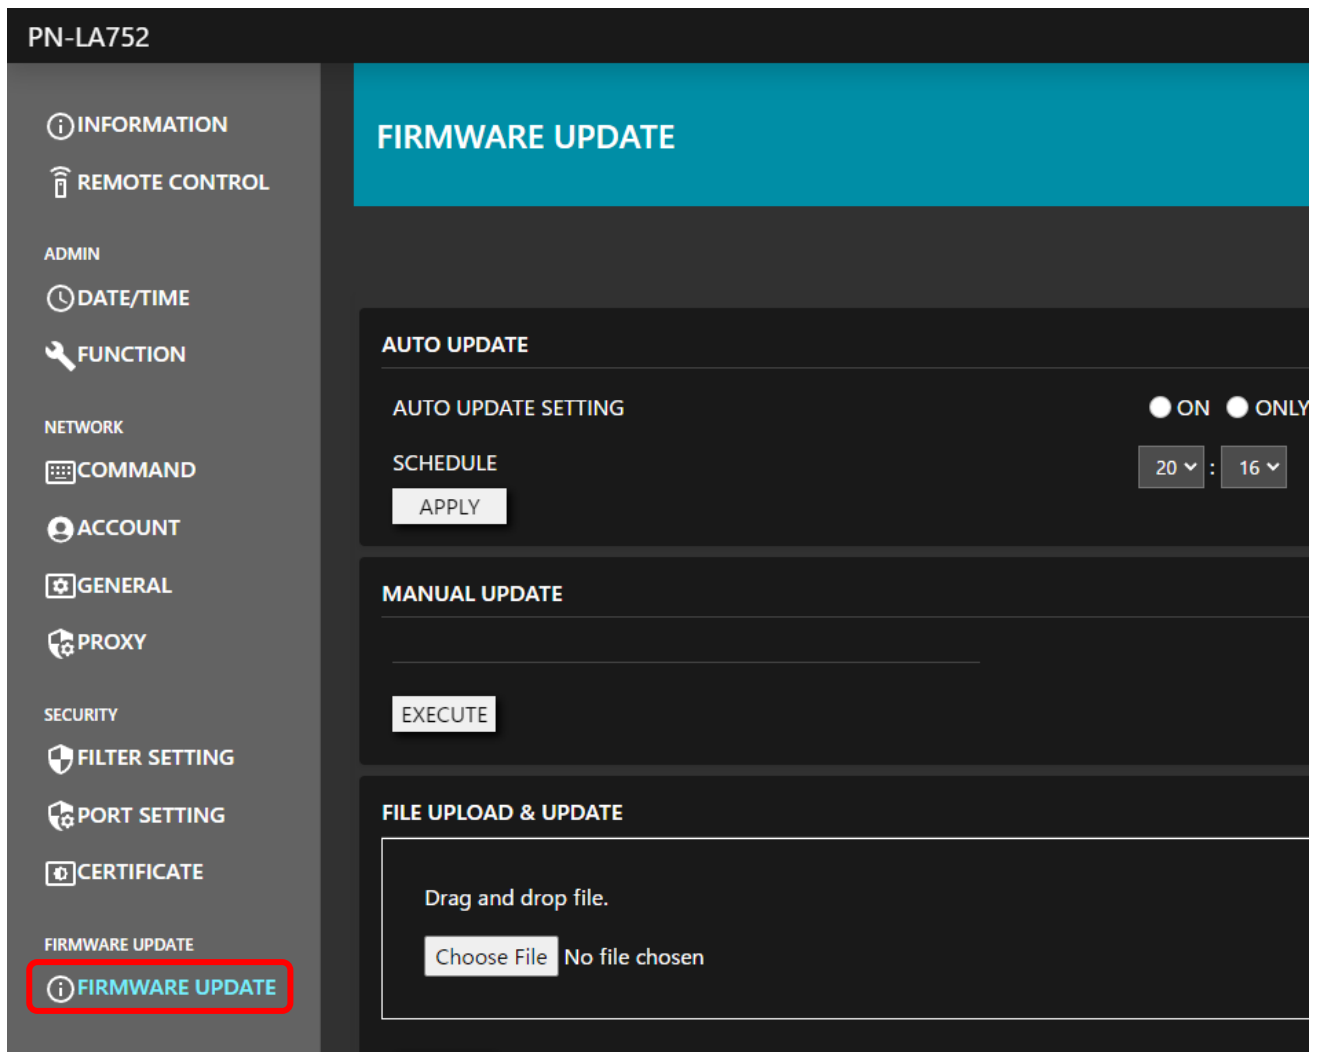 PN-LA752
INFORMATION
REMOTE CONTROL
ADMIN
DATE/TIME
FUNCTION
NETWORK
COMMAND
ACCOUNT
GENERAL
PROXY
SECURITY
FILTER SETTING
PORT SETTING
CERTIFICATE
FIRMWARE UPDATE
FIRMWARE UPDATE
FIRMWARE UPDATE
AUTO UPDATE
AUTO UPDATE SETTING ON ONLY
SCHEDULE 20 : 16
APPLY
MANUAL UPDATE
EXECUTE
FILE UPLOAD & UPDATE
Drag and drop file.
Choose File No file chosen